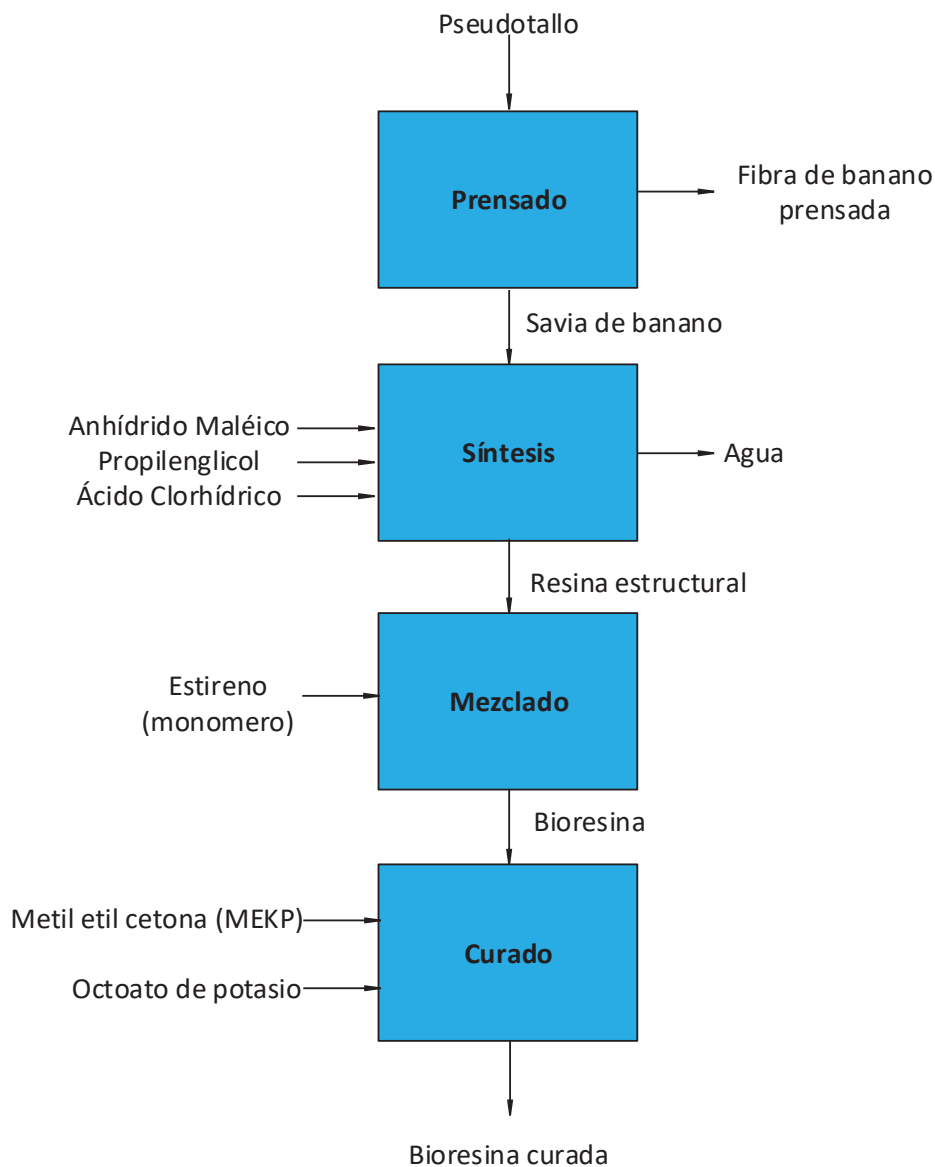 Pseudotallo
Prensado
Fibra de banano
prensada
Savia de banano
Anhídrido Maléico
Propilenglicol
Ácido Clorhídrico
Síntesis
Agua
Resina estructural
Estireno
(monomero)
Mezclado
Bioresina
Metil etil cetona (MEKP)
Octoato de potasio
Curado
Bioresina curada